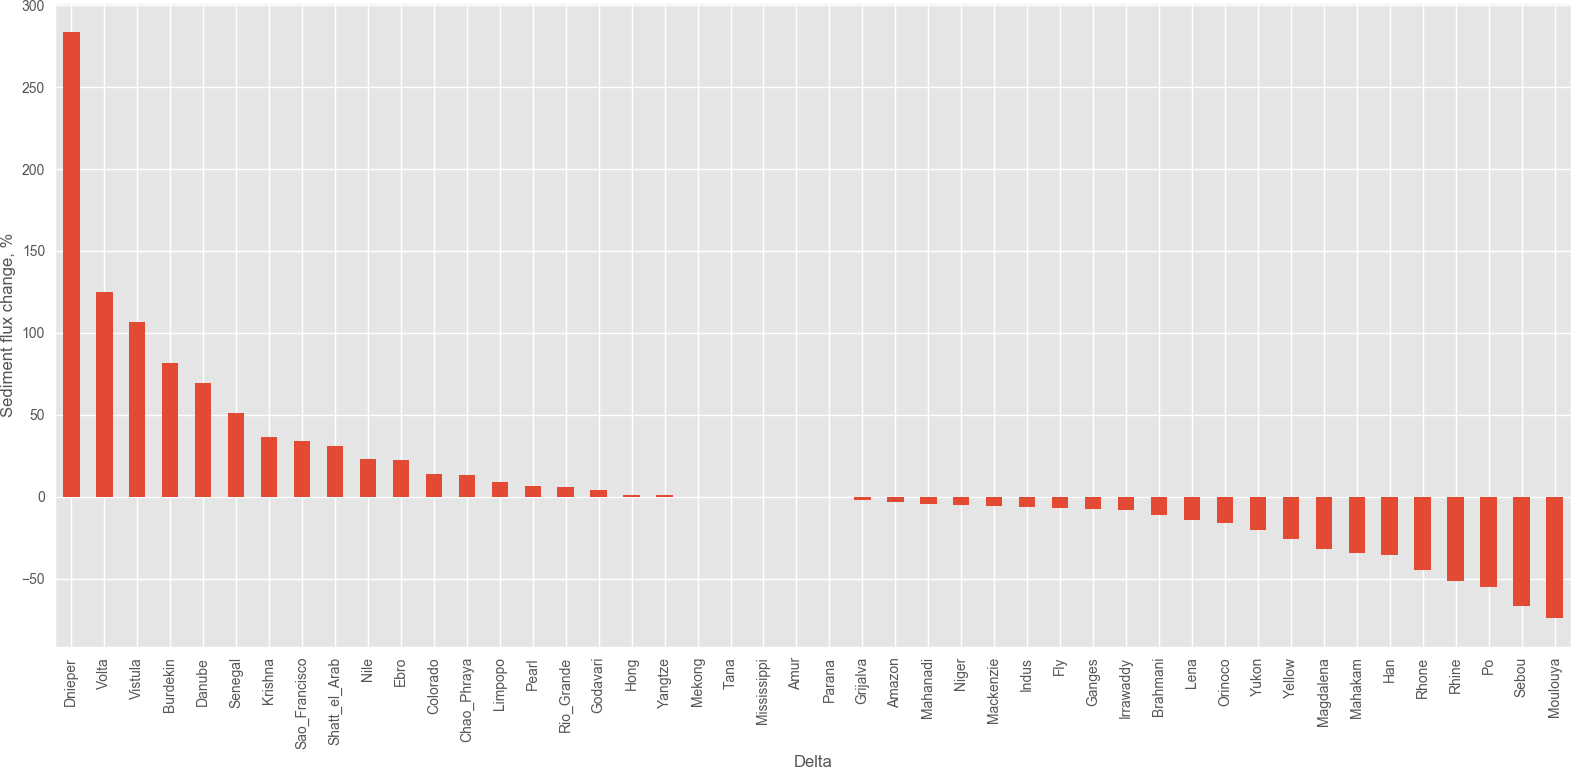 Sediment flux change, %
300
250
200
150
100
50
0
−50
Dnieper
Volta
Vistula
Burdekin
Danube
Senegal
Krishna
Sao_Francisco
Shatt_el_Arab
Nile
Ebro
Colorado
Chao_Phraya
Limpopo
Pearl
Rio_Grande
Godavari
Hong
Yangtze
Mekong
Tana
Mississippi
Amur
Parana
Grijalva
Amazon
Mahanadi
Niger
Mackenzie
Indus
Fly
Ganges
Irrawaddy
Brahmani
Lena
Orinoco
Yukon
Yellow
Magdalena
Mahakam
Han
Rhone
Rhine
Po
Sebou
Moulouya
Delta